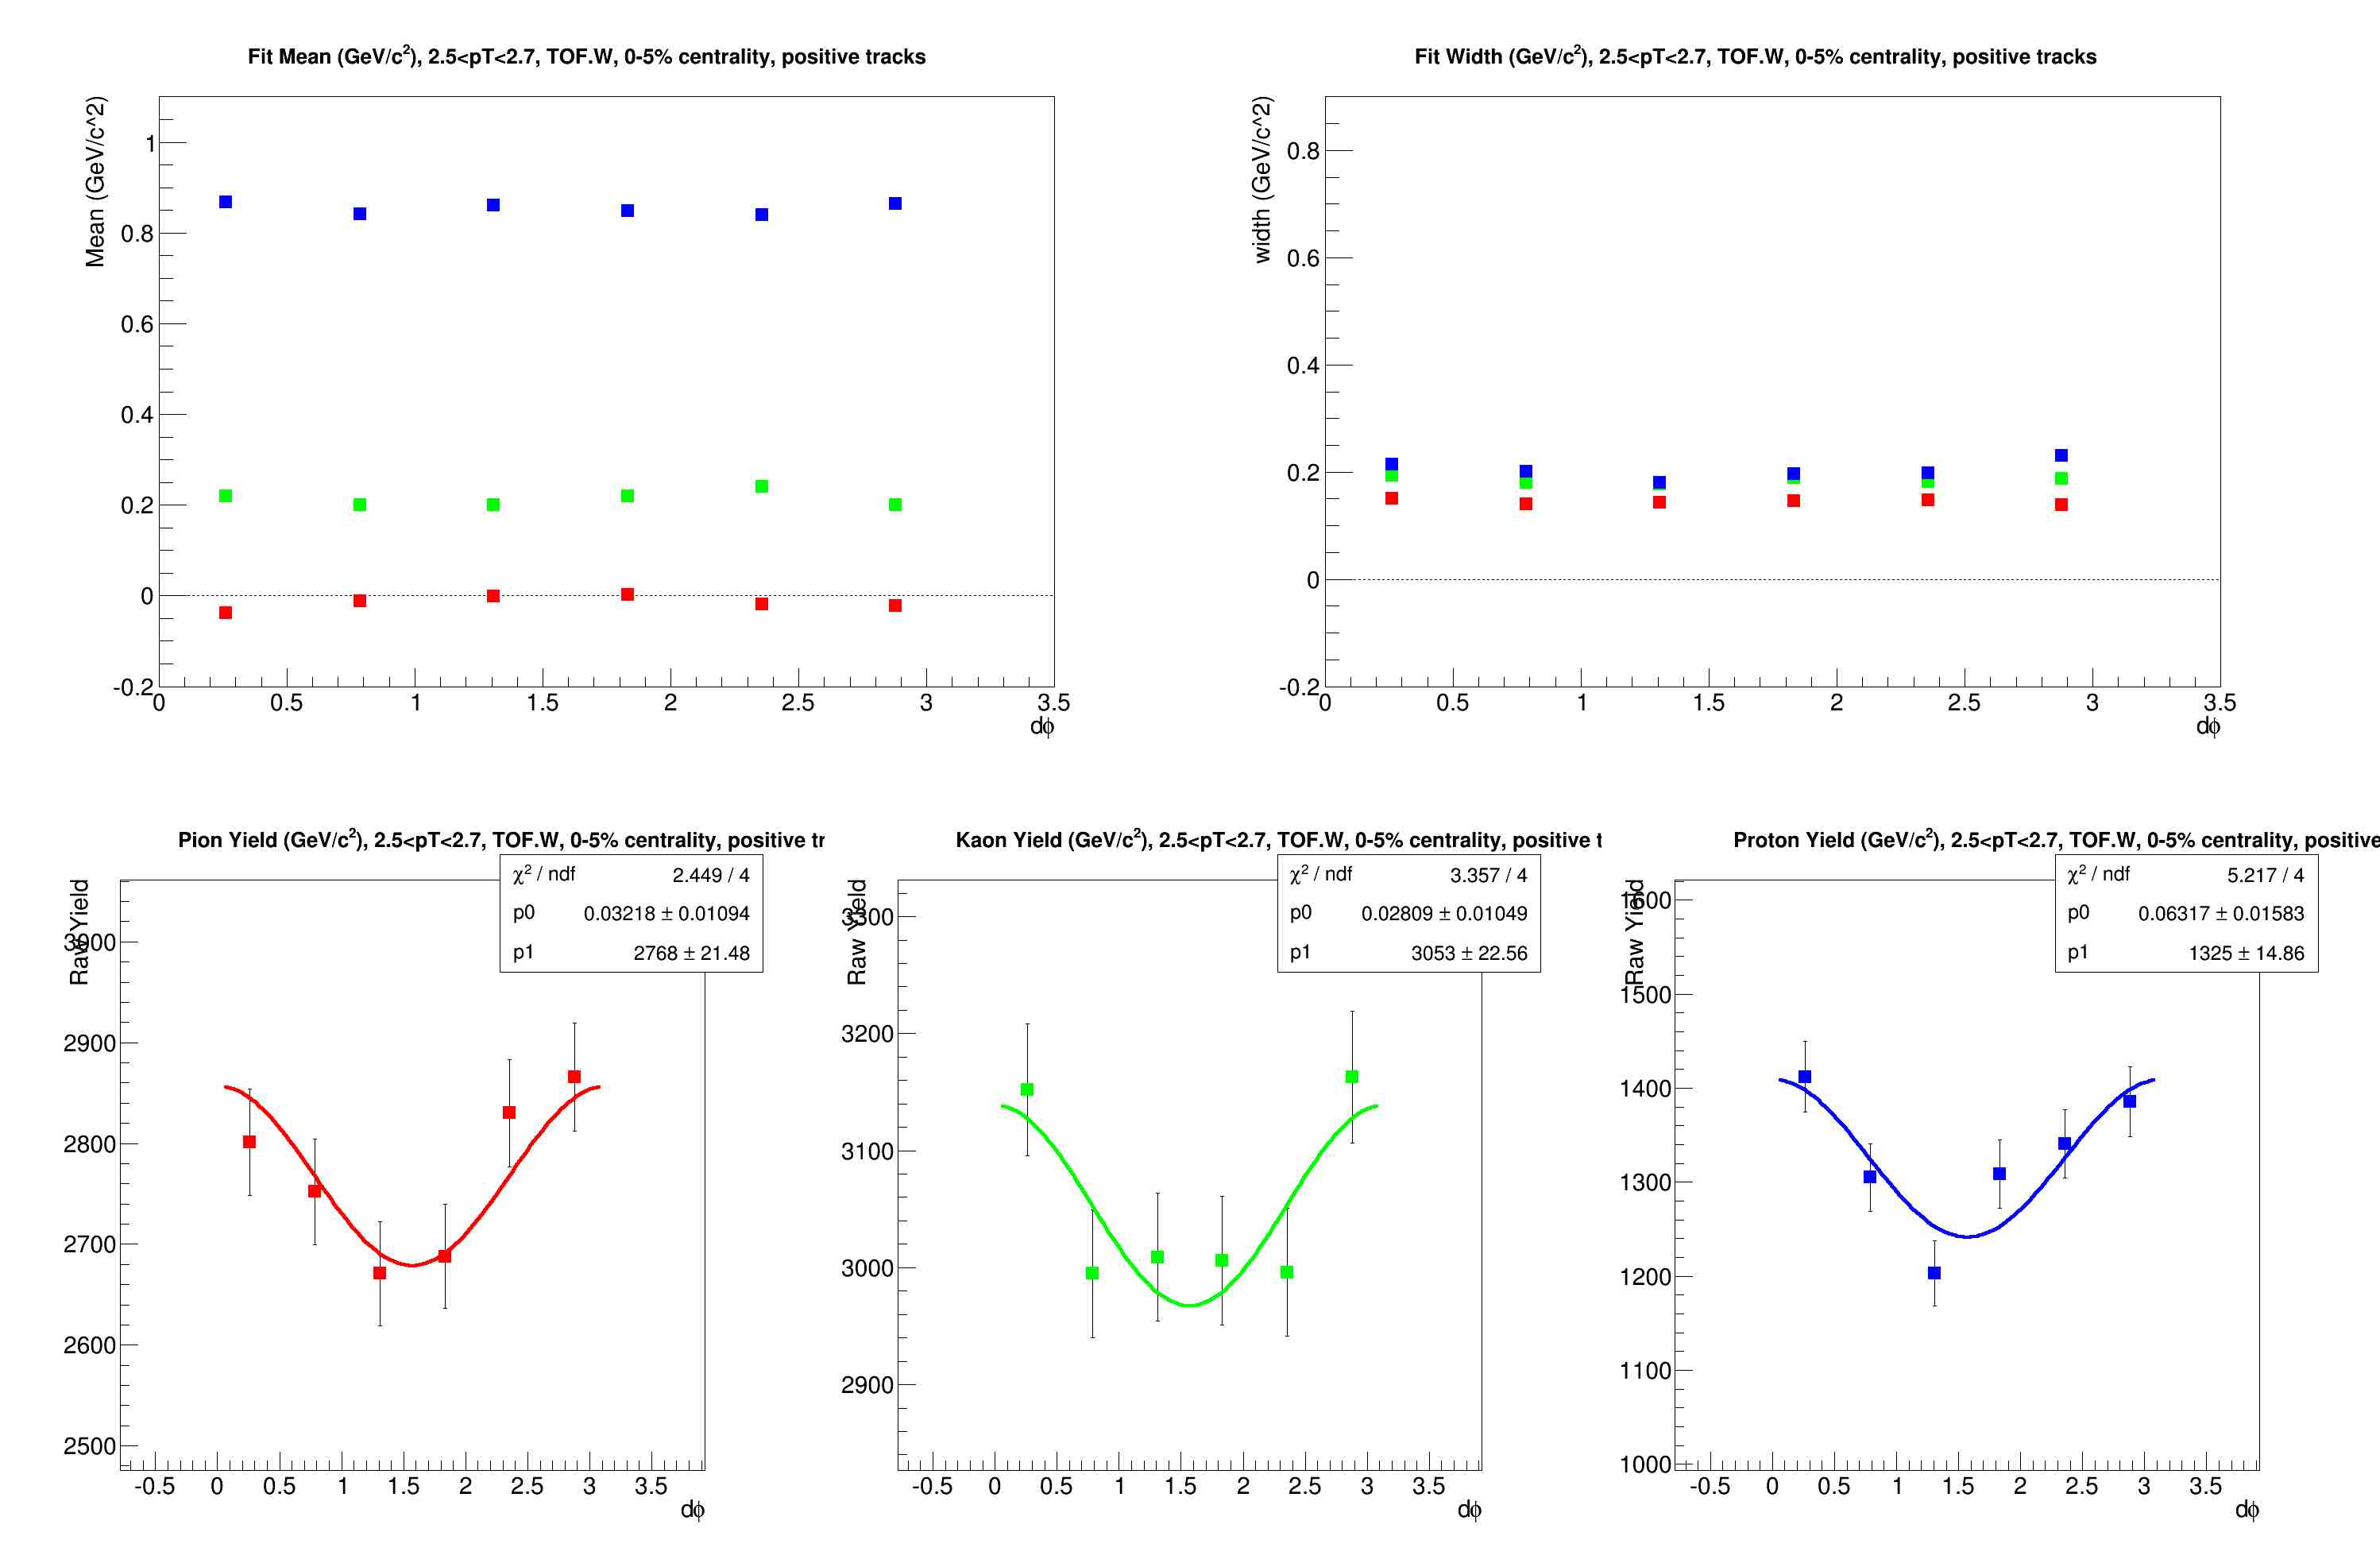 Fit Mean (GeV/c²), 2.5<pT<2.7, TOF.W, 0-5% centrality, positive tracks
Mean (GeV/c^2)
1
0.8
0.6
0.4
0.2
0
-0.2
0 0.5 1 1.5 2 2.5 3 3.5
dϕ
Fit Width (GeV/c²), 2.5<pT<2.7, TOF.W, 0-5% centrality, positive tracks
width (GeV/c^2)
0.8
0.6
0.4
0.2
0
-0.2
0 0.5 1 1.5 2 2.5 3 3.5
dϕ
Pion Yield (GeV/c²), 2.5<pT<2.7, TOF.W, 0-5% centrality, positive tr
χ² / ndf 2.449 / 4
p0 0.03218 ± 0.01094
p1 2768 ± 21.48
Raw Yield
3000
2900
2800
2700
2600
2500
-0.5 0 0.5 1 1.5 2 2.5 3 3.5
dϕ
Kaon Yield (GeV/c²), 2.5<pT<2.7, TOF.W, 0-5% centrality, positive t
χ² / ndf 3.357 / 4
p0 0.02809 ± 0.01049
p1 3053 ± 22.56
Raw Yield
3300
3200
3100
3000
2900
-0.5 0 0.5 1 1.5 2 2.5 3 3.5
dϕ
Proton Yield (GeV/c²), 2.5<pT<2.7, TOF.W, 0-5% centrality, positive
χ² / ndf 5.217 / 4
p0 0.06317 ± 0.01583
p1 1325 ± 14.86
Raw Yield
1600
1500
1400
1300
1200
1100
1000
-0.5 0 0.5 1 1.5 2 2.5 3 3.5
dϕ